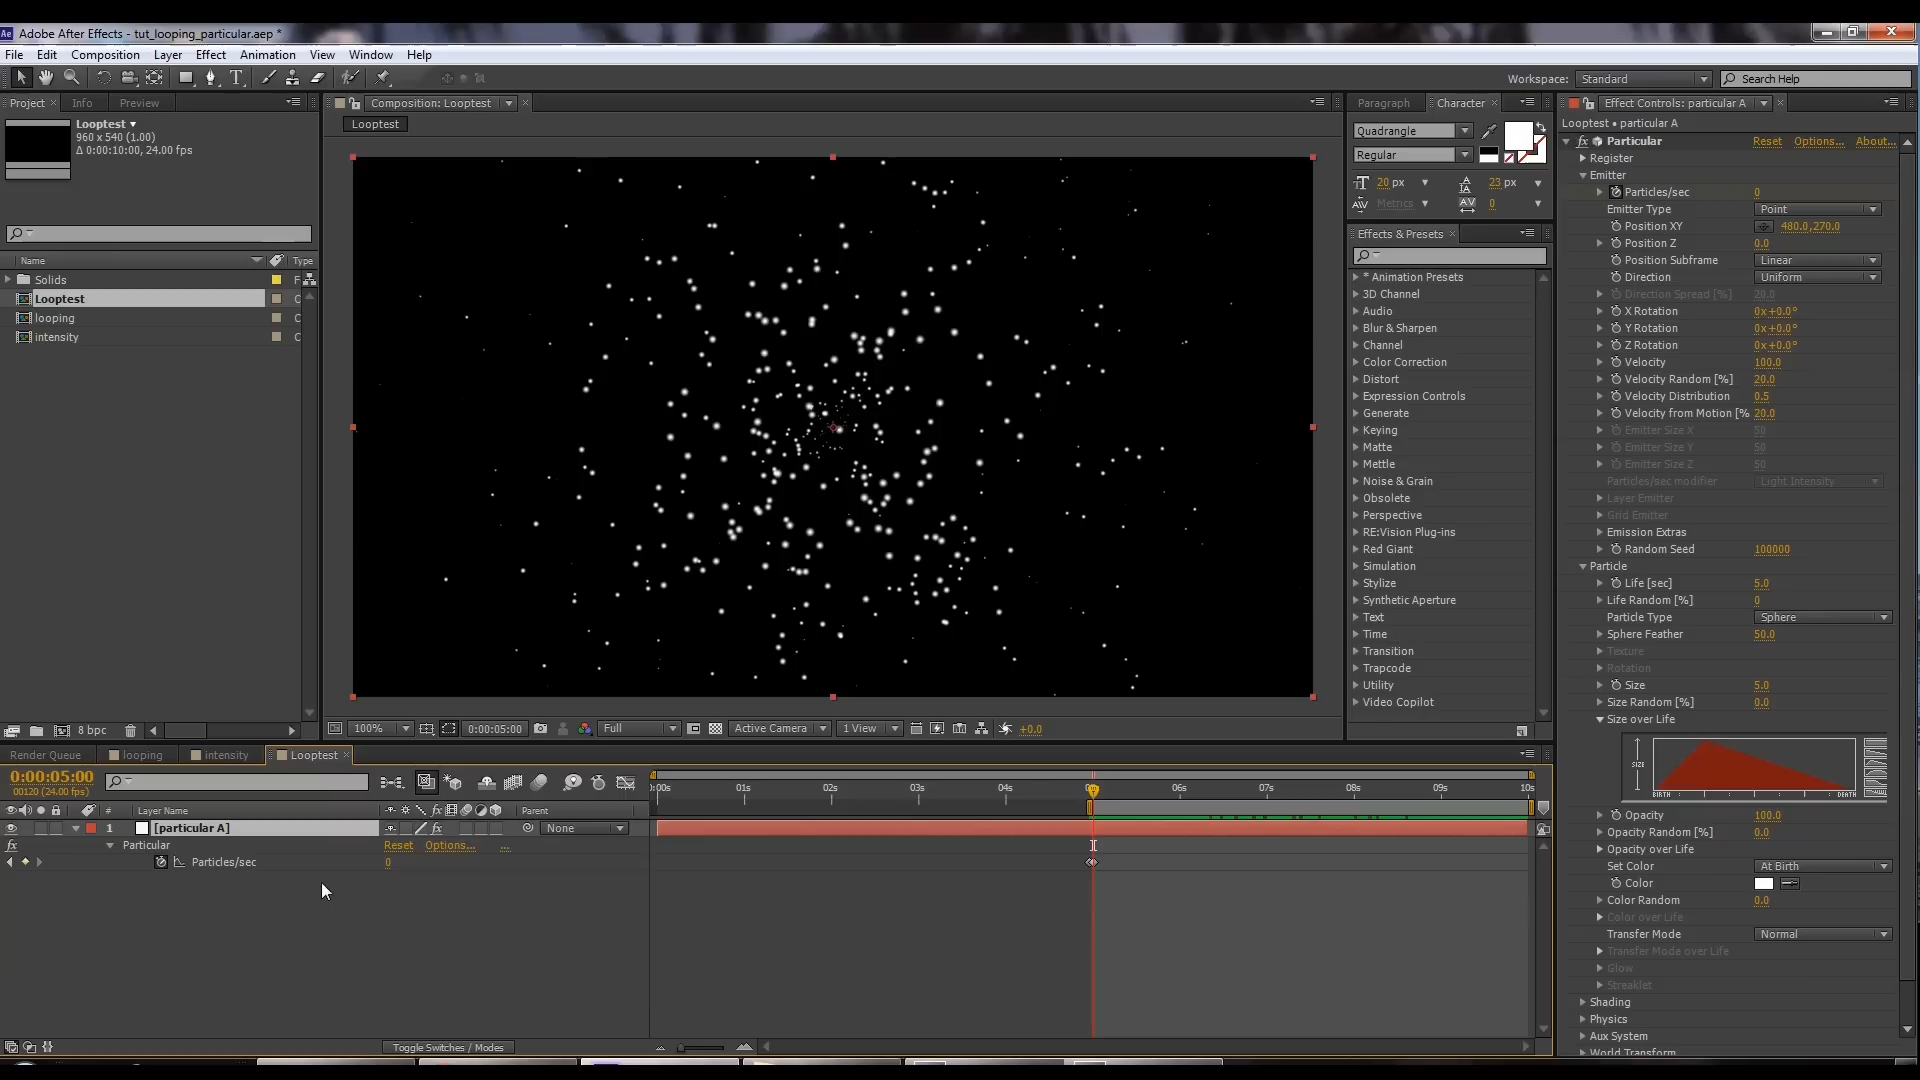 Adobe After Effects - tut_looping_particular.aep *
File Edit Composition Layer Effect Animation View Window Help
Workspace: Standard Search Help
Project Info Preview
Looptest
960 x 540 (1.00)
Δ 0:00:10:00, 24.00 fps
Name Type
Solids F
Looptest C
looping C
intensity C
8 bpc
Composition: Looptest
Looptest
100% 0:00:05:00 Full Active Camera 1 View +0.0
Paragraph Character
Quadrangle
Regular
20 px 23 px
Metrics 0
Effects & Presets
* Animation Presets
3D Channel
Audio
Blur & Sharpen
Channel
Color Correction
Distort
Expression Controls
Generate
Keying
Matte
Mettle
Noise & Grain
Obsolete
Perspective
RE:Vision Plug-ins
Red Giant
Simulation
Stylize
Synthetic Aperture
Text
Time
Transition
Trapcode
Utility
Video Copilot
Effect Controls: particular A
Looptest • particular A
fx Particular Reset Options... About...
Register
Emitter
Particles/sec 0
Emitter Type Point
Position XY 480.0,270.0
Position Z 0.0
Position Subframe Linear
Direction Uniform
Direction Spread [%] 20.0
X Rotation 0x+0.0°
Y Rotation 0x+0.0°
Z Rotation 0x+0.0°
Velocity 100.0
Velocity Random [%] 20.0
Velocity Distribution 0.5
Velocity from Motion [% 20.0
Emitter Size X 50
Emitter Size Y 50
Emitter Size Z 50
Particles/sec modifier Light Intensity
Layer Emitter
Grid Emitter
Emission Extras
Random Seed 100000
Particle
Life [sec] 5.0
Life Random [%] 0
Particle Type Sphere
Sphere Feather 50.0
Texture
Rotation
Size 5.0
Size Random [%] 0.0
Size over Life
SIZE
BIRTH DEATH
Opacity 100.0
Opacity Random [%] 0.0
Opacity over Life
Set Color At Birth
Color
Color Random 0.0
Color over Life
Transfer Mode Normal
Transfer Mode over Life
Glow
Streaklet
Shading
Physics
Aux System
World Transform
Render Queue looping intensity Looptest
0:00:05:00
00120 (24.00 fps)
# Layer Name fx Parent
1 [particular A] fx None
fx Particular Reset Options... ...
Particles/sec 0
01s 02s 03s 04s 06s 07s 08s 09s 10s
Toggle Switches / Modes